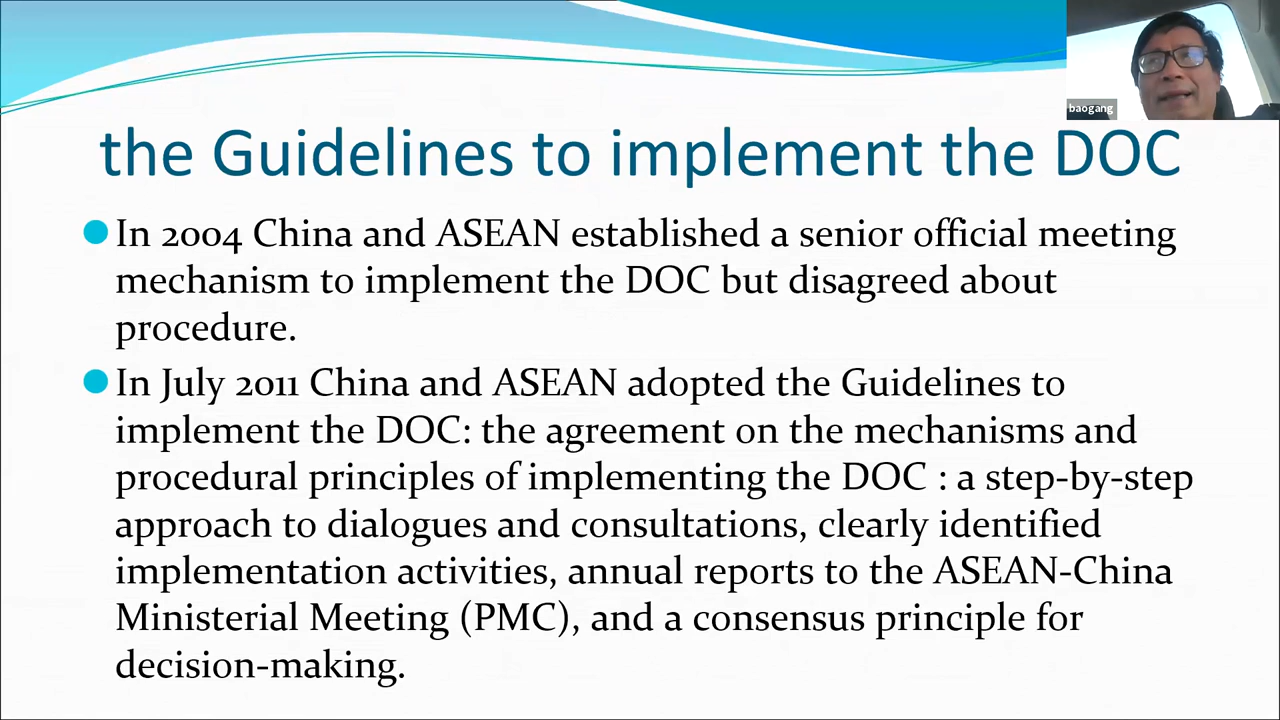 baogang
the Guidelines to implement the DOC
In 2004 China and ASEAN established a senior official meeting
mechanism to implement the DOC but disagreed about
procedure.
In July 2011 China and ASEAN adopted the Guidelines to
implement the DOC: the agreement on the mechanisms and
procedural principles of implementing the DOC : a step-by-step
approach to dialogues and consultations, clearly identified
implementation activities, annual reports to the ASEAN-China
Ministerial Meeting (PMC), and a consensus principle for
decision-making.